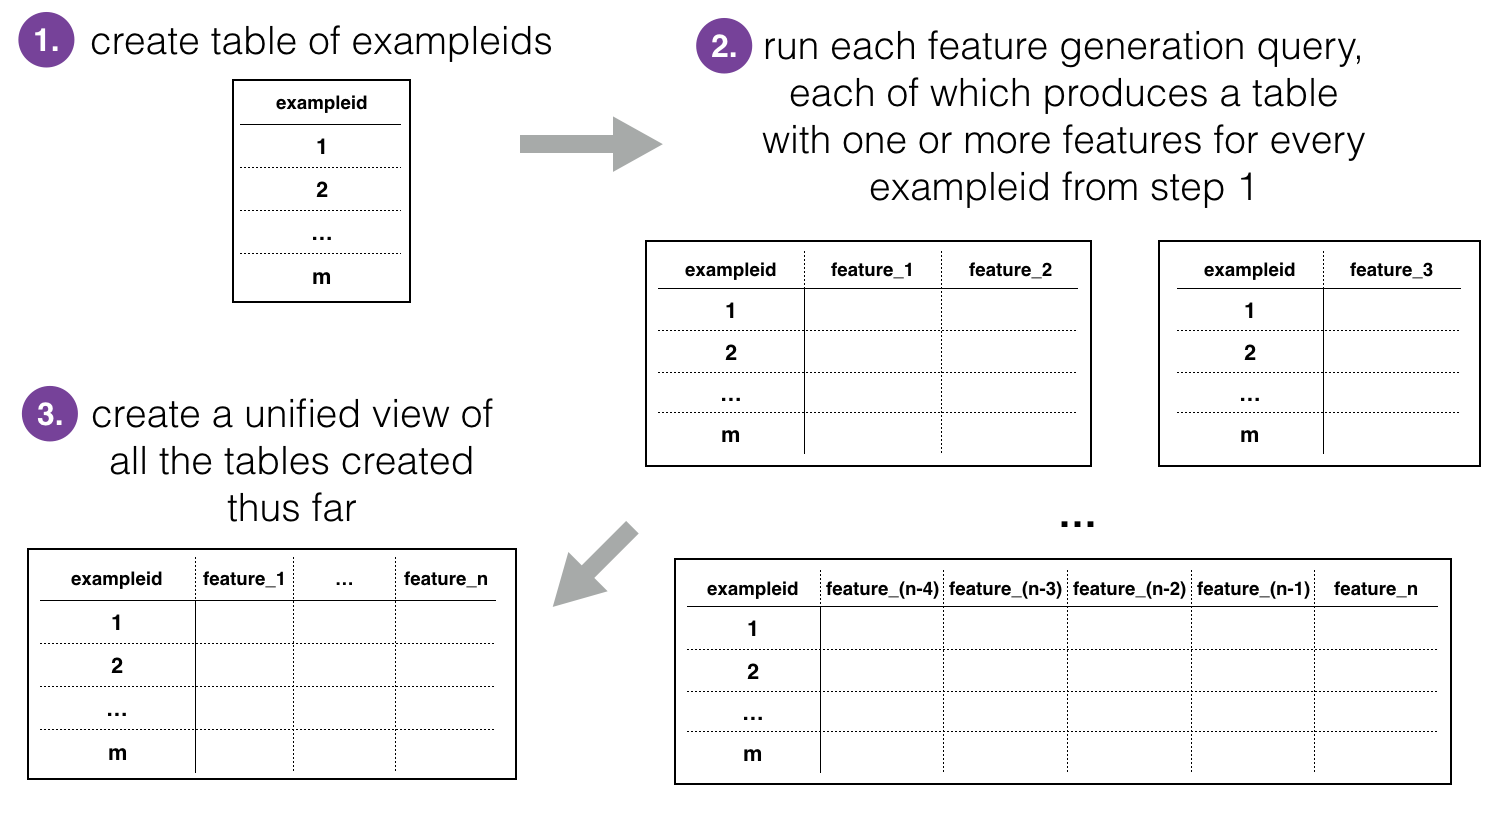 1. create table of exampleids
exampleid
1
2
...
m
2. run each feature generation query,
each of which produces a table
with one or more features for every
exampleid from step 1
exampleid feature_1 feature_2
1
2
...
m
exampleid feature_3
1
2
...
m
...
exampleid feature_(n-4) feature_(n-3) feature_(n-2) feature_(n-1) feature_n
1
2
...
m
3. create a unified view of
all the tables created
thus far
exampleid feature_1 ... feature_n
1
2
...
m